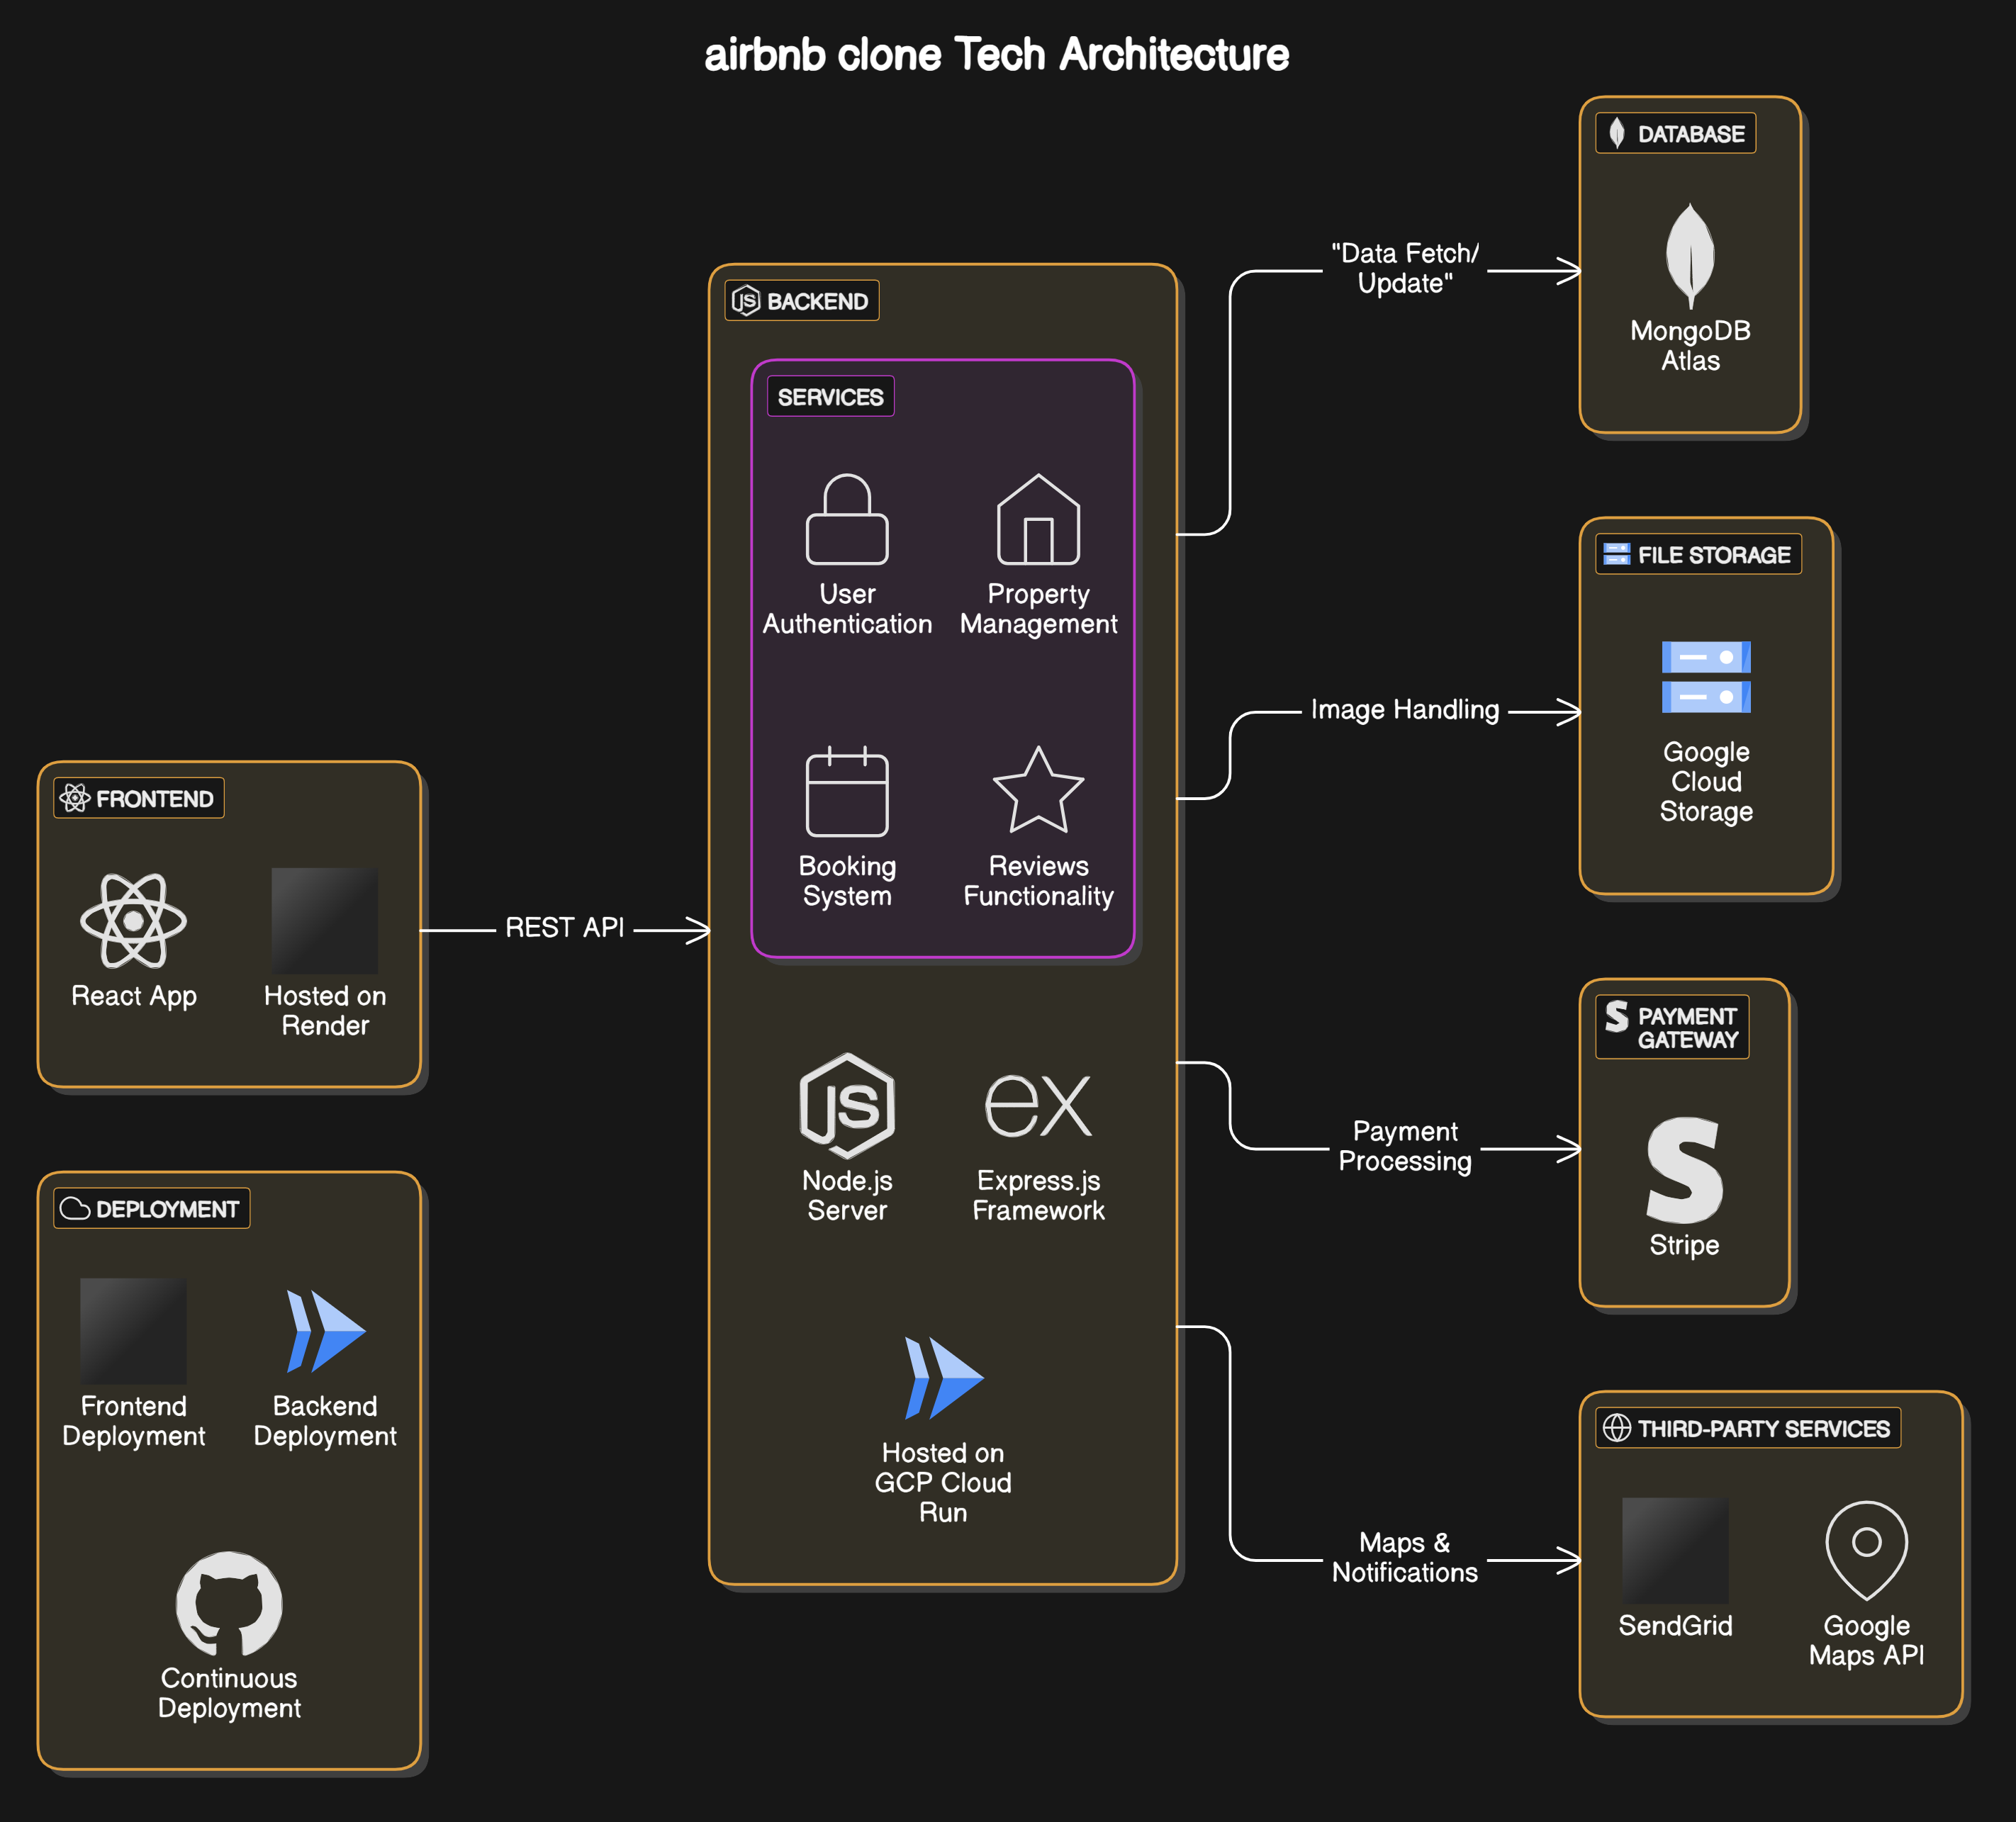 airbnb clone Tech Architecture
DATABASE
MongoDB
Atlas
"Data Fetch/
Update"
JS BACKEND
SERVICES
User
Authentication
Property
Management
Booking
System
Reviews
Functionality
FILE STORAGE
Google
Cloud
Storage
Image Handling
FRONTEND
React App
Hosted on
Render
REST API
JS
Node.js
Server
ex
Express.js
Framework
Hosted on
GCP Cloud
Run
S PAYMENT
GATEWAY
S
Stripe
Payment
Processing
DEPLOYMENT
Frontend
Deployment
Backend
Deployment
Continuous
Deployment
Maps &
Notifications
THIRD-PARTY SERVICES
SendGrid
Google
Maps API